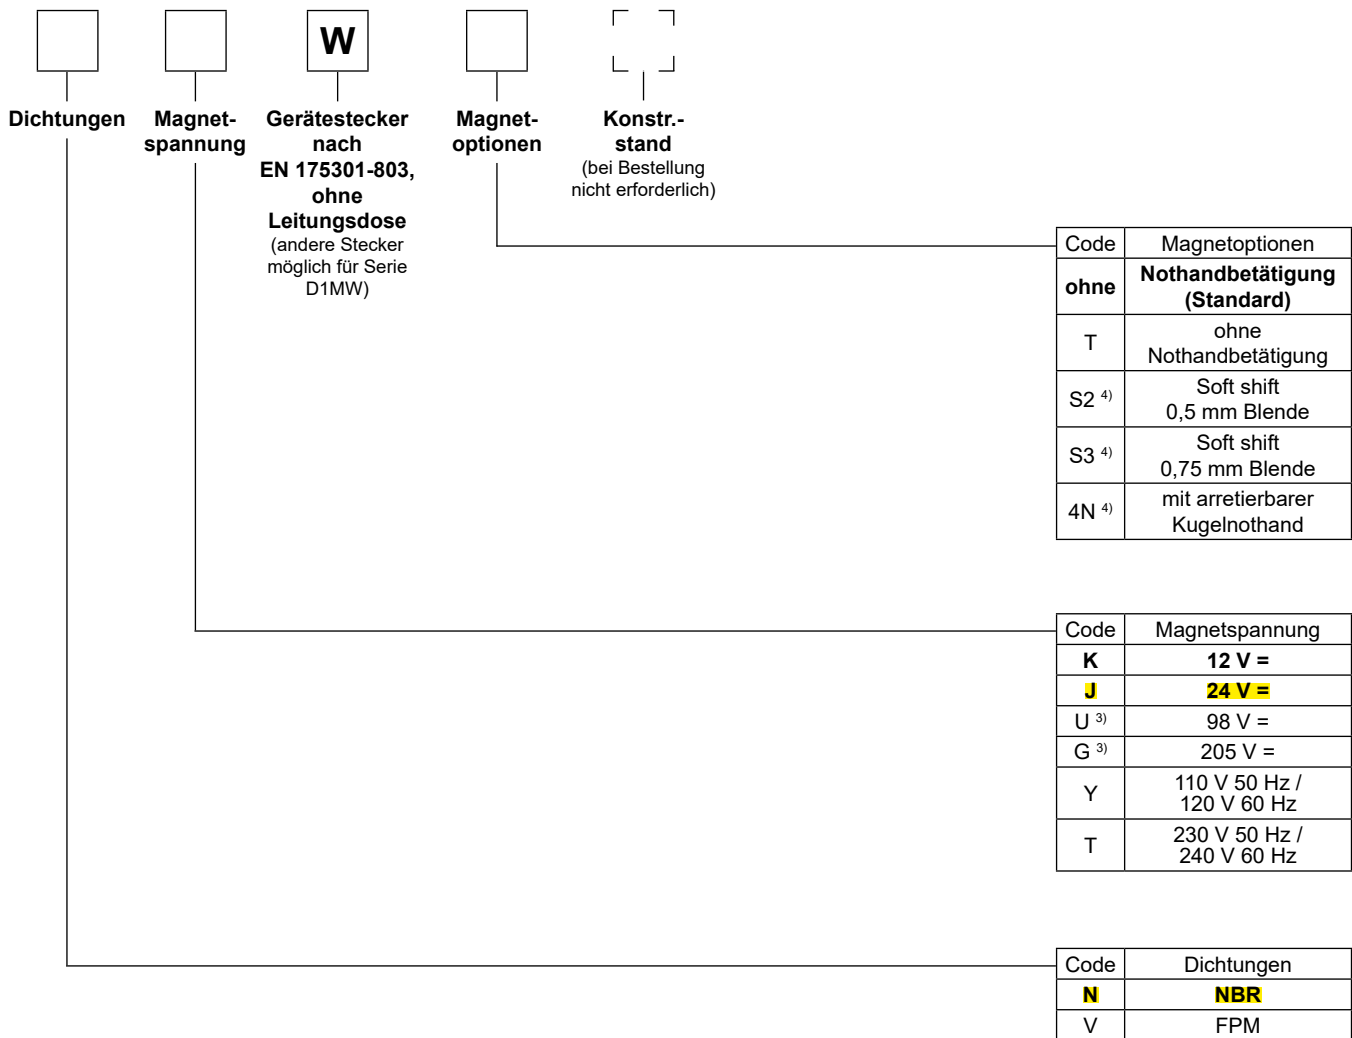 W
Dichtungen
Magnet-
spannung
Gerätestecker
nach
EN 175301-803,
ohne
Leitungsdose
(andere Stecker
möglich für Serie
D1MW)
Magnet-
optionen
Konstr.-
stand
(bei Bestellung
nicht erforderlich)
Code Magnetoptionen
ohne Nothandbetätigung
(Standard)
T ohne
Nothandbetätigung
S2 4) Soft shift
0,5 mm Blende
S3 4) Soft shift
0,75 mm Blende
4N 4) mit arretierbarer
Kugelnothand
Code Magnetspannung
K 12 V =
J 24 V =
U 3) 98 V =
G 3) 205 V =
Y 110 V 50 Hz /
120 V 60 Hz
T 230 V 50 Hz /
240 V 60 Hz
Code Dichtungen
N NBR
V FPM